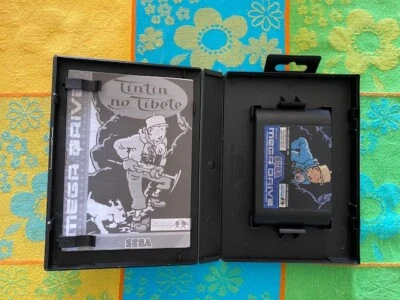 Tintin
no Tibete
MEGA DRIVE
SEGA
MEGA DRIVE